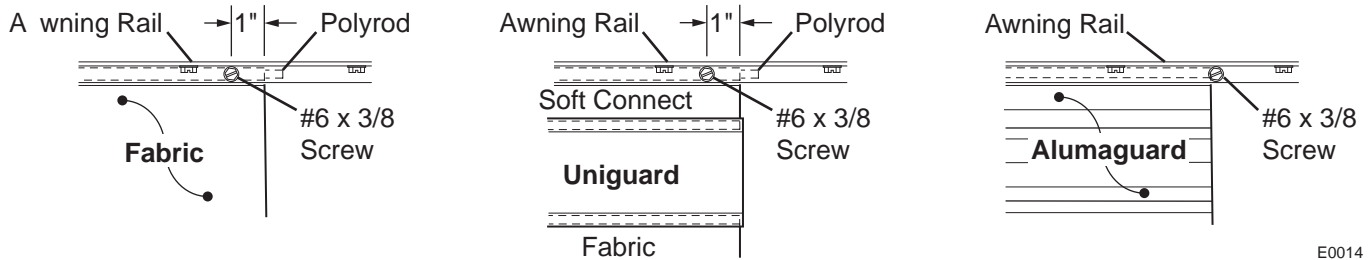 A wning Rail
1"
Polyrod
#6 x 3/8
Screw
Fabric
Awning Rail
1"
Polyrod
Soft Connect
#6 x 3/8
Screw
Uniguard
Fabric
Awning Rail
#6 x 3/8
Screw
Alumaguard
E0014